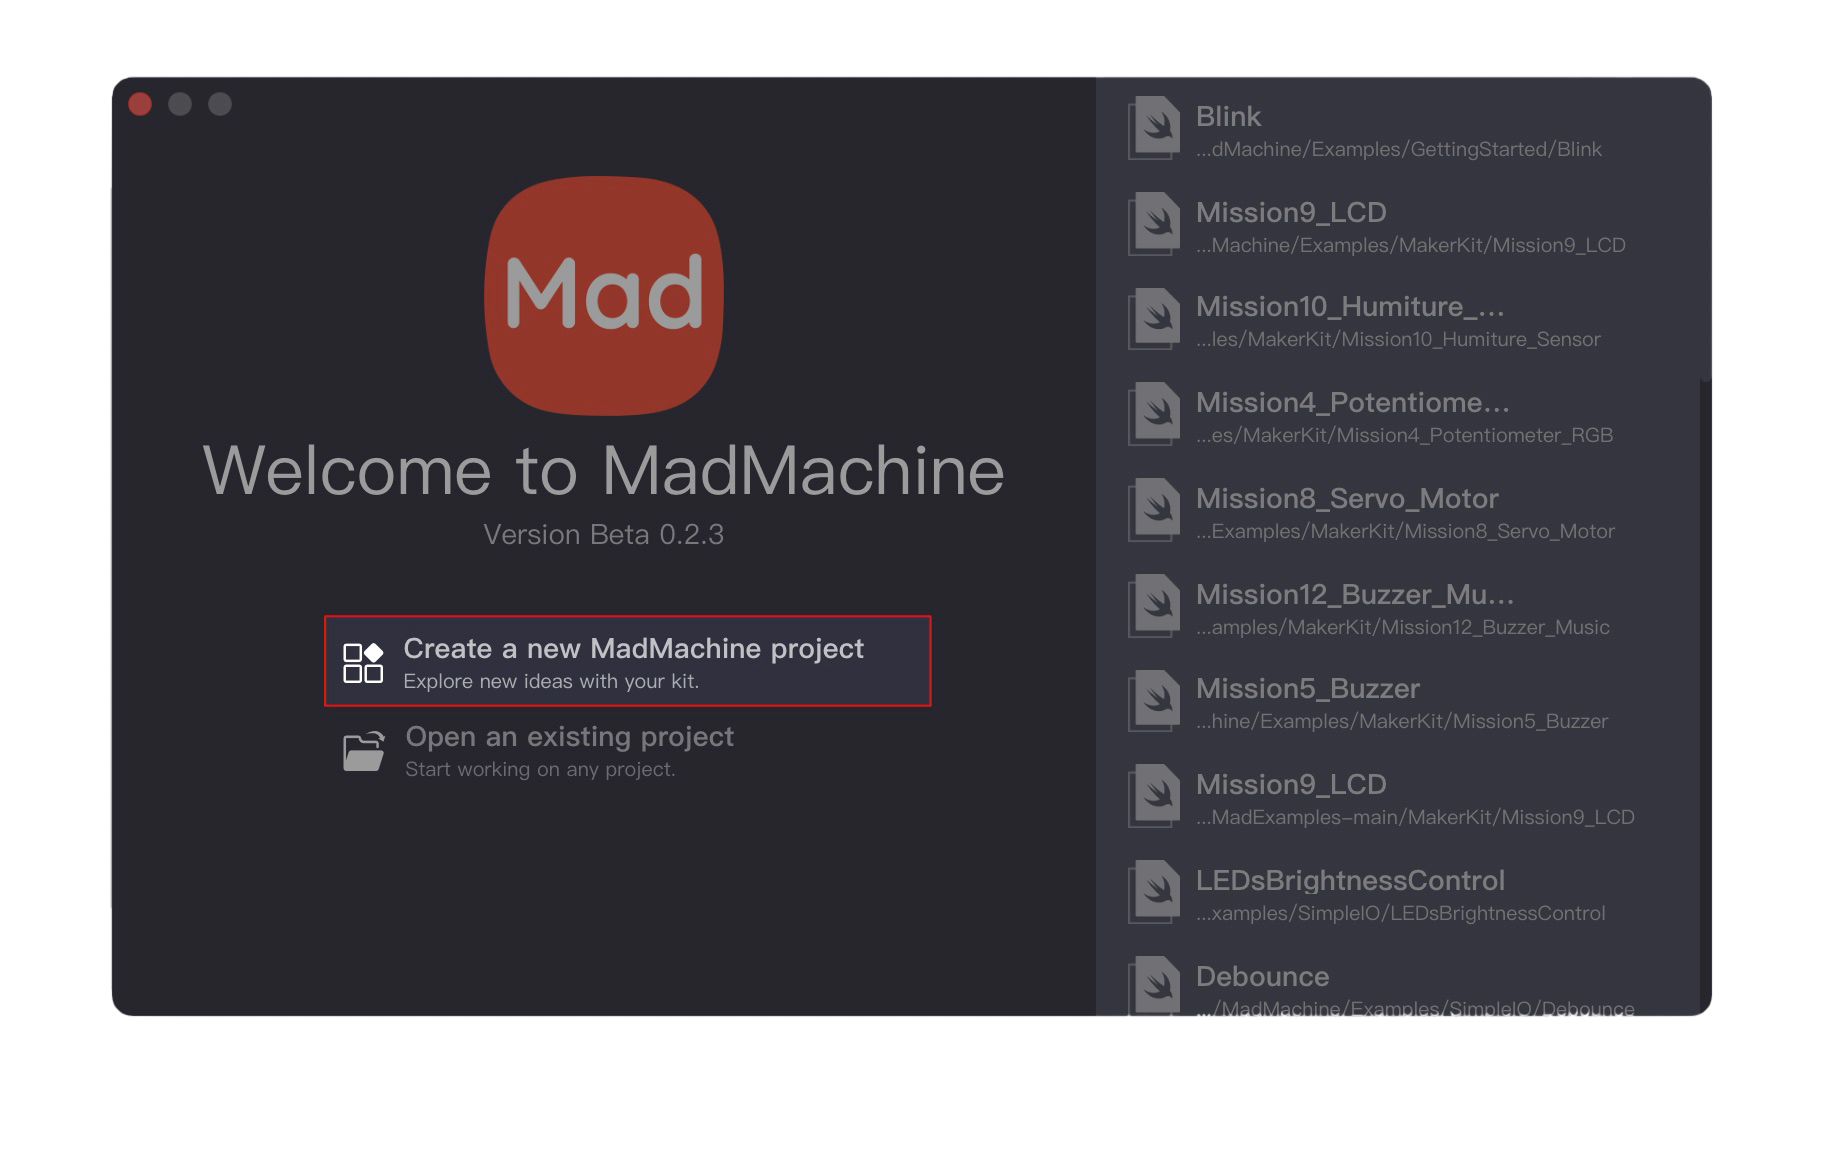 Mad
Welcome to MadMachine
Version Beta 0.2.3
Create a new MadMachine project
Explore new ideas with your kit.
Open an existing project
Start working on any project.
Blink
...dMachine/Examples/GettingStarted/Blink
Mission9_LCD
...Machine/Examples/MakerKit/Mission9_LCD
Mission10_Humiture_...
...les/MakerKit/Mission10_Humiture_Sensor
Mission4_Potentiome...
...es/MakerKit/Mission4_Potentiometer_RGB
Mission8_Servo_Motor
...Examples/MakerKit/Mission8_Servo_Motor
Mission12_Buzzer_Mu...
...amples/MakerKit/Mission12_Buzzer_Music
Mission5_Buzzer
...hine/Examples/MakerKit/Mission5_Buzzer
Mission9_LCD
...MadExamples-main/MakerKit/Mission9_LCD
LEDsBrightnessControl
...xamples/SimpleIO/LEDsBrightnessControl
Debounce
.../MadMachine/Examples/SimpleIO/Debounce